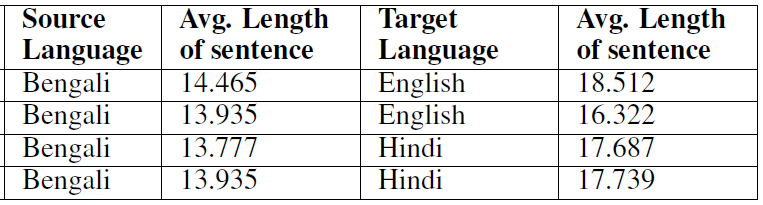 Source Language | Avg. Length of sentence | Target Language | Avg. Length of sentence
Bengali | 14.465 | English | 18.512
Bengali | 13.935 | English | 16.322
Bengali | 13.777 | Hindi | 17.687
Bengali | 13.935 | Hindi | 17.739